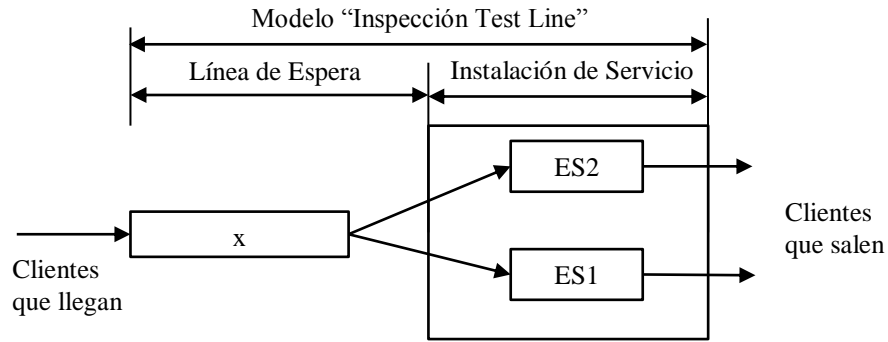 Modelo “Inspección Test Line”
Línea de Espera
Instalación de Servicio
ES2
x
ES1
Clientes
que llegan
Clientes
que salen